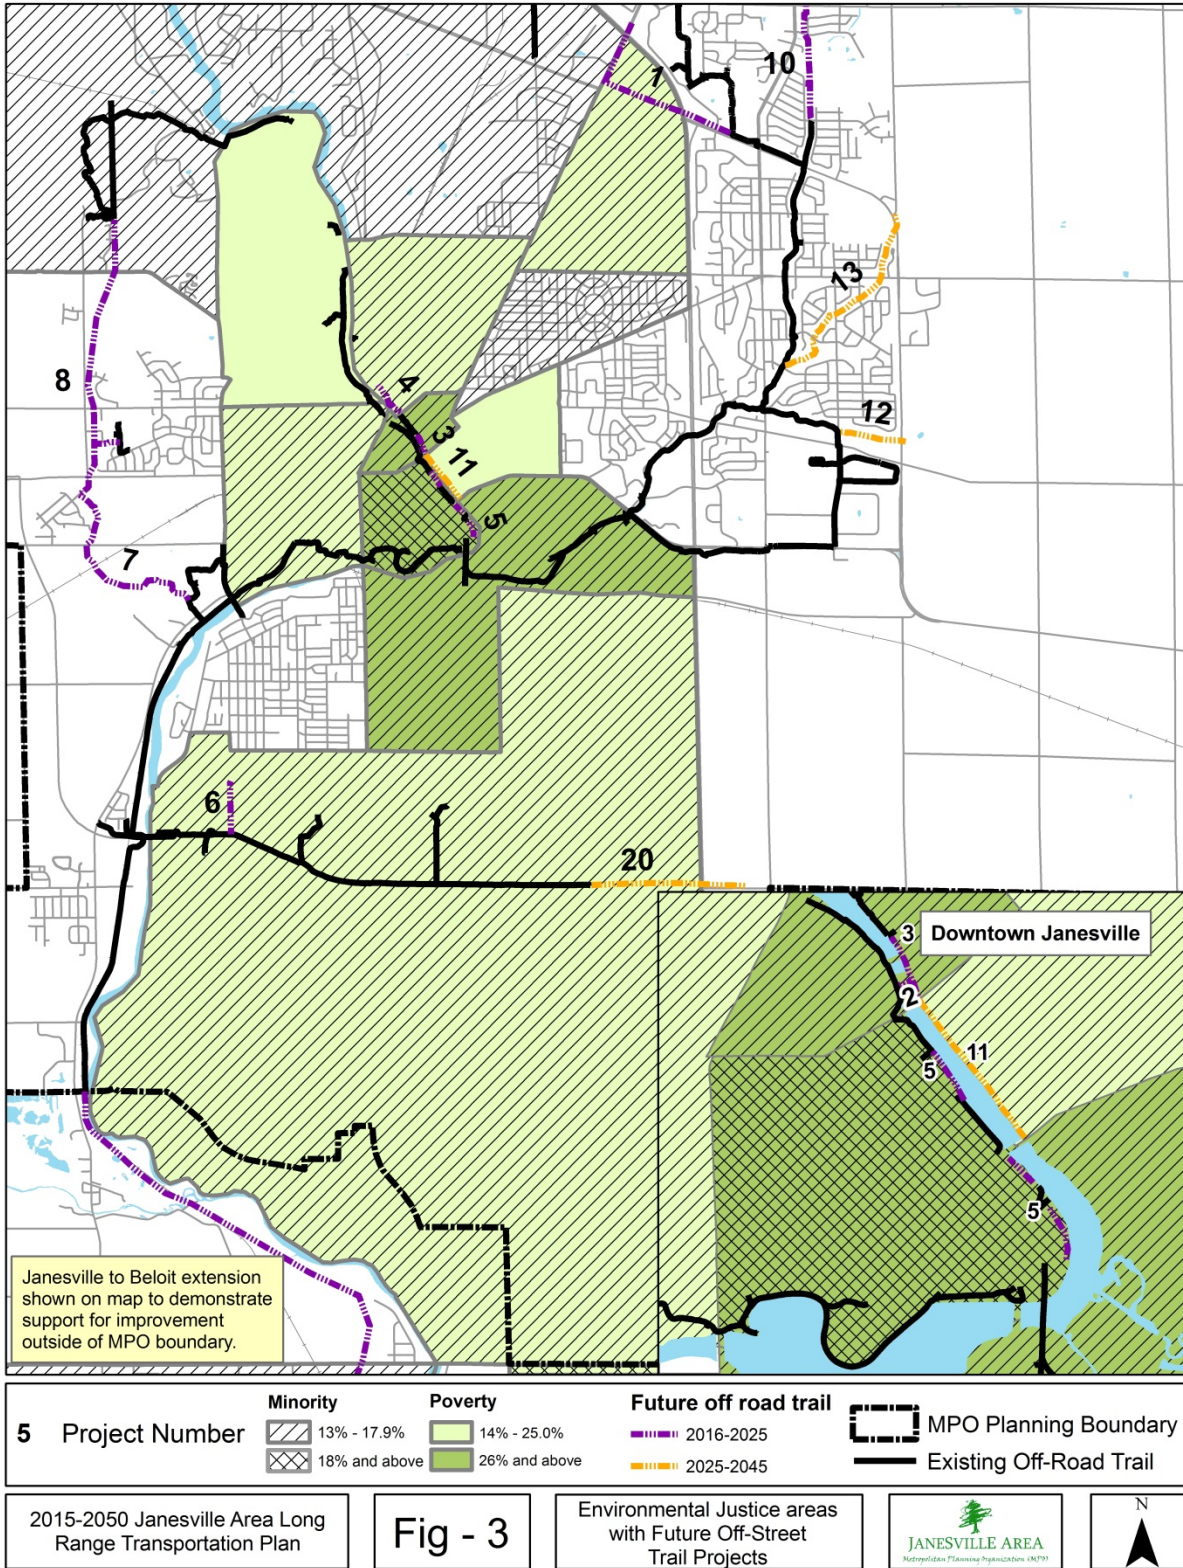 1
10
13
8
4
3
12
11
5
7
6
20
3
Downtown Janesville
2
11
5
5
Janesville to Beloit extension
shown on map to demonstrate
support for improvement
outside of MPO boundary.
5 Project Number
Minority
13% - 17.9%
18% and above
Poverty
14% - 25.0%
26% and above
Future off road trail
2016-2025
2025-2045
MPO Planning Boundary
Existing Off-Road Trail
2015-2050 Janesville Area Long
Range Transportation Plan
Fig - 3
Environmental Justice areas
with Future Off-Street
Trail Projects
JANESVILLE AREA
Metropolitan Planning Organization (MPO)
N